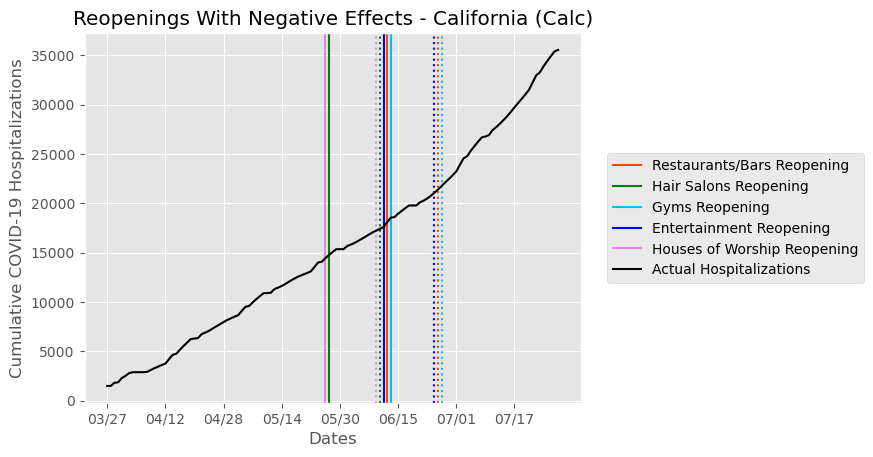 Reopenings With Negative Effects - California (Calc)
Cumulative COVID-19 Hospitalizations
35000
30000
25000
20000
15000
10000
5000
0
03/27 04/12 04/28 05/14 05/30 06/15 07/01 07/17
Dates
Restaurants/Bars Reopening
Hair Salons Reopening
Gyms Reopening
Entertainment Reopening
Houses of Worship Reopening
Actual Hospitalizations